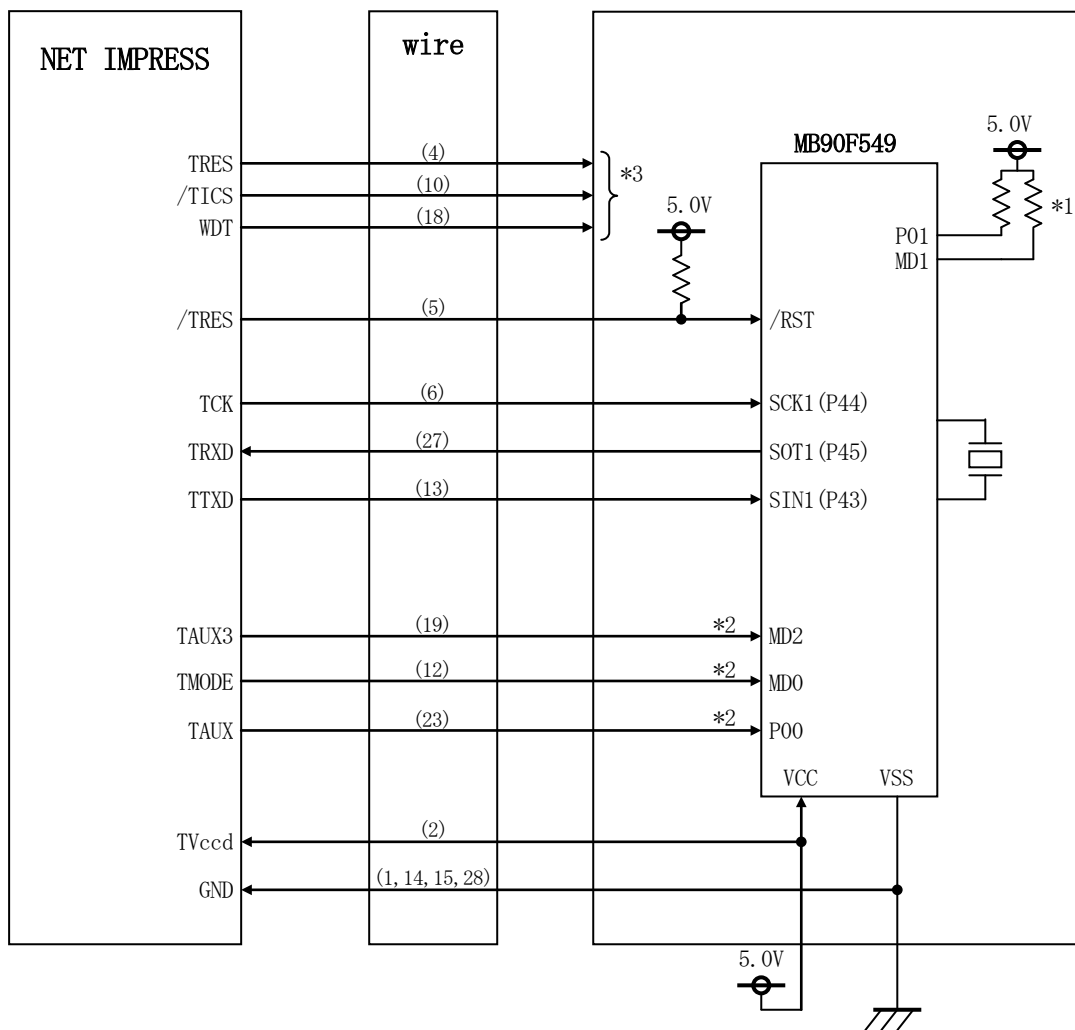 NET IMPRESS
wire
MB90F549
5.0V
TRES
(4)
*3
/TICS
(10)
WDT
(18)
5.0V
*1
P01
MD1
/TRES
(5)
/RST
TCK
(6)
SCK1(P44)
TRXD
(27)
SOT1(P45)
TTXD
(13)
SIN1(P43)
TAUX3
(19)
*2
MD2
TMODE
(12)
*2
MD0
TAUX
(23)
*2
P00
VCC
VSS
TVccd
(2)
GND
(1,14,15,28)
5.0V